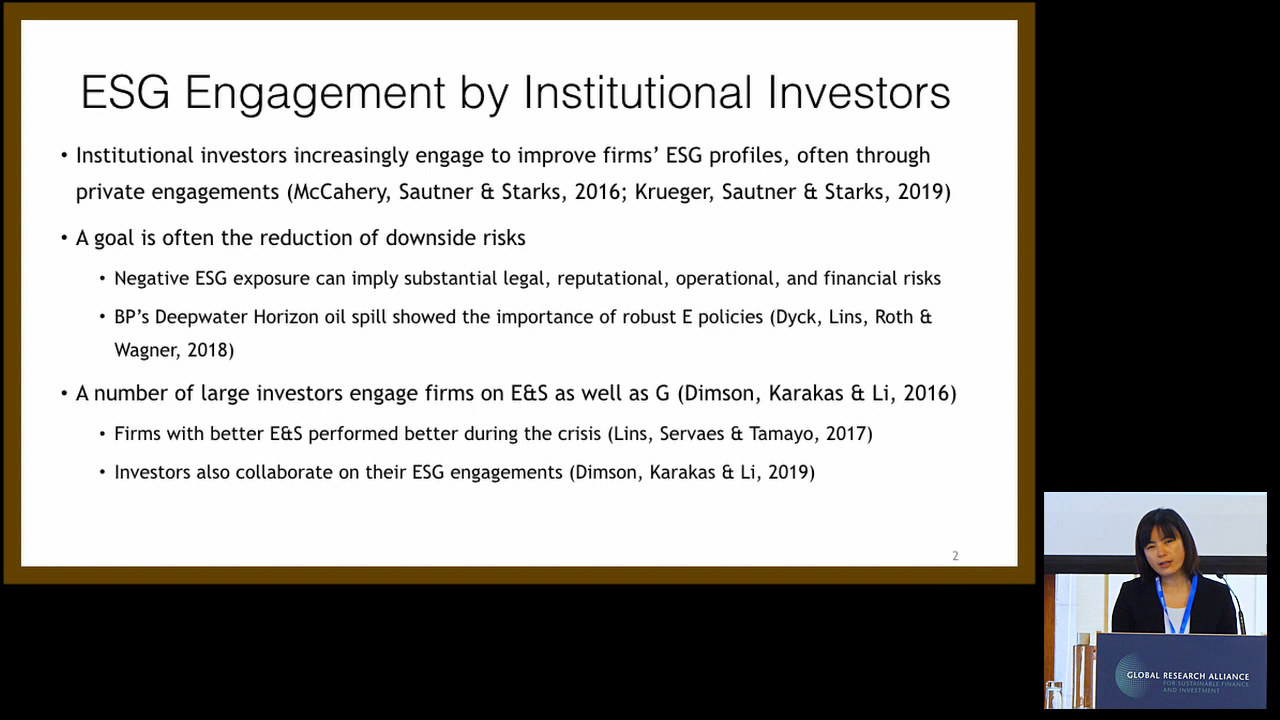 ESG Engagement by Institutional Investors
• Institutional investors increasingly engage to improve firms’ ESG profiles, often through
private engagements (McCahery, Sautner & Starks, 2016; Krueger, Sautner & Starks, 2019)
• A goal is often the reduction of downside risks
• Negative ESG exposure can imply substantial legal, reputational, operational, and financial risks
• BP’s Deepwater Horizon oil spill showed the importance of robust E policies (Dyck, Lins, Roth &
Wagner, 2018)
• A number of large investors engage firms on E&S as well as G (Dimson, Karakas & Li, 2016)
• Firms with better E&S performed better during the crisis (Lins, Servaes & Tamayo, 2017)
• Investors also collaborate on their ESG engagements (Dimson, Karakas & Li, 2019)
2
GLOBAL RESEARCH ALLIANCE
FOR SUSTAINABLE FINANCE
AND INVESTMENT